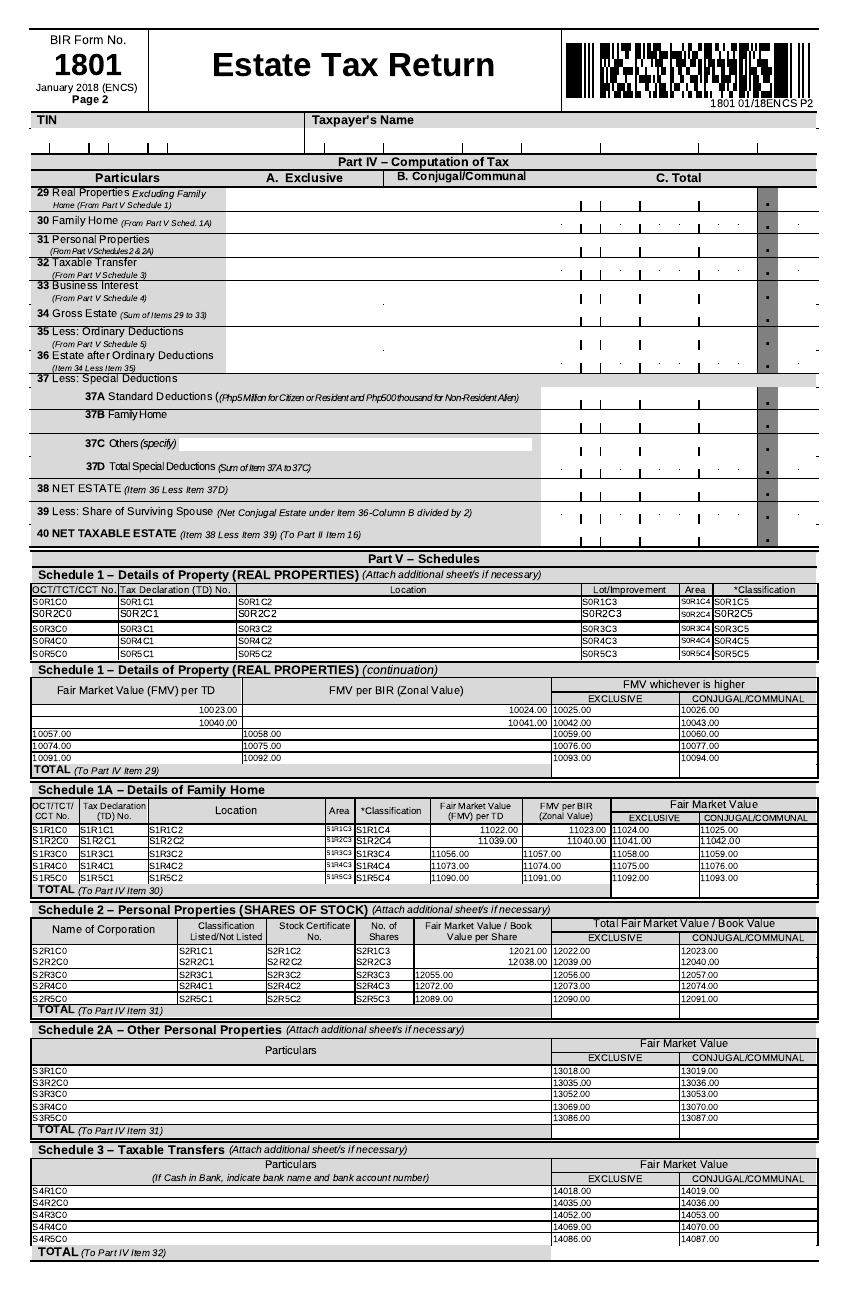 BIR Form No.
1801
January 2018 (ENCS)
Page 2
Estate Tax Return
1801 01/18ENCS P2
TIN Taxpayer's Name
Part IV – Computation of Tax
Particulars A. Exclusive B. Conjugal/Communal C. Total
29 Real Properties Excluding Family
Home (From Part V Schedule 1)
30 Family Home (From Part V Sched. 1A)
31 Personal Properties
(From Part V Schedules 2 & 2A)
32 Taxable Transfer
(From Part V Schedule 3)
33 Business Interest
(From Part V Schedule 4)
34 Gross Estate (Sum of Items 29 to 33)
35 Less: Ordinary Deductions
(From Part V Schedule 5)
36 Estate after Ordinary Deductions
(Item 34 Less Item 35)
37 Less: Special Deductions
37A Standard Deductions ((Php5 Million for Citizen or Resident and Php500 thousand for Non-Resident Alien)
37B Family Home
37C Others (specify)
37D Total Special Deductions (Sum of Item 37A to 37C)
38 NET ESTATE (Item 36 Less Item 37D)
39 Less: Share of Surviving Spouse (Net Conjugal Estate under Item 36-Column B divided by 2)
40 NET TAXABLE ESTATE (Item 38 Less Item 39) (To Part II Item 16)
Part V – Schedules
Schedule 1 – Details of Property (REAL PROPERTIES) (Attach additional sheet/s if necessary)
OCT/TCT/CCT No. Tax Declaration (TD) No. Location Lot/Improvement Area *Classification
S0R1C0 S0R1C1 S0R1C2 S0R1C3 S0R1C4 S0R1C5
S0R2C0 S0R2C1 S0R2C2 S0R2C3 S0R2C4 S0R2C5
S0R3C0 S0R3C1 S0R3C2 S0R3C3 S0R3C4 S0R3C5
S0R4C0 S0R4C1 S0R4C2 S0R4C3 S0R4C4 S0R4C5
S0R5C0 S0R5C1 S0R5C2 S0R5C3 S0R5C4 S0R5C5
Schedule 1 – Details of Property (REAL PROPERTIES) (continuation)
Fair Market Value (FMV) per TD FMV per BIR (Zonal Value) FMV whichever is higher
EXCLUSIVE CONJUGAL/COMMUNAL
10023.00 10024.00 10025.00 10026.00
10040.00 10041.00 10042.00 10043.00
10057.00 10058.00 10059.00 10060.00
10074.00 10075.00 10076.00 10077.00
10091.00 10092.00 10093.00 10094.00
TOTAL (To Part IV Item 29)
Schedule 1A – Details of Family Home
OCT/TCT/ CCT No. Tax Declaration (TD) No. Location Area *Classification Fair Market Value (FMV) per TD FMV per BIR (Zonal Value) Fair Market Value
EXCLUSIVE CONJUGAL/COMMUNAL
S1R1C0 S1R1C1 S1R1C2 S1R1C3 S1R1C4 11022.00 11023.00 11024.00 11025.00
S1R2C0 S1R2C1 S1R2C2 S1R2C3 S1R2C4 11039.00 11040.00 11041.00 11042.00
S1R3C0 S1R3C1 S1R3C2 S1R3C3 S1R3C4 11056.00 11057.00 11058.00 11059.00
S1R4C0 S1R4C1 S1R4C2 S1R4C3 S1R4C4 11073.00 11074.00 11075.00 11076.00
S1R5C0 S1R5C1 S1R5C2 S1R5C3 S1R5C4 11090.00 11091.00 11092.00 11093.00
TOTAL (To Part IV Item 30)
Schedule 2 – Personal Properties (SHARES OF STOCK) (Attach additional sheet/s if necessary)
Name of Corporation Classification Listed/Not Listed Stock Certificate No. No. of Shares Fair Market Value / Book Value per Share Total Fair Market Value / Book Value
EXCLUSIVE CONJUGAL/COMMUNAL
S2R1C0 S2R1C1 S2R1C2 S2R1C3 12021.00 12022.00 12023.00
S2R2C0 S2R2C1 S2R2C2 S2R2C3 12038.00 12039.00 12040.00
S2R3C0 S2R3C1 S2R3C2 S2R3C3 12055.00 12056.00 12057.00
S2R4C0 S2R4C1 S2R4C2 S2R4C3 12072.00 12073.00 12074.00
S2R5C0 S2R5C1 S2R5C2 S2R5C3 12089.00 12090.00 12091.00
TOTAL (To Part IV Item 31)
Schedule 2A – Other Personal Properties (Attach additional sheet/s if necessary)
Particulars Fair Market Value
EXCLUSIVE CONJUGAL/COMMUNAL
S3R1C0 13018.00 13019.00
S3R2C0 13035.00 13036.00
S3R3C0 13052.00 13053.00
S3R4C0 13069.00 13070.00
S3R5C0 13086.00 13087.00
TOTAL (To Part IV Item 31)
Schedule 3 – Taxable Transfers (Attach additional sheet/s if necessary)
Particulars Fair Market Value
(If Cash in Bank, indicate bank name and bank account number) EXCLUSIVE CONJUGAL/COMMUNAL
S4R1C0 14018.00 14019.00
S4R2C0 14035.00 14036.00
S4R3C0 14052.00 14053.00
S4R4C0 14069.00 14070.00
S4R5C0 14086.00 14087.00
TOTAL (To Part IV Item 32)